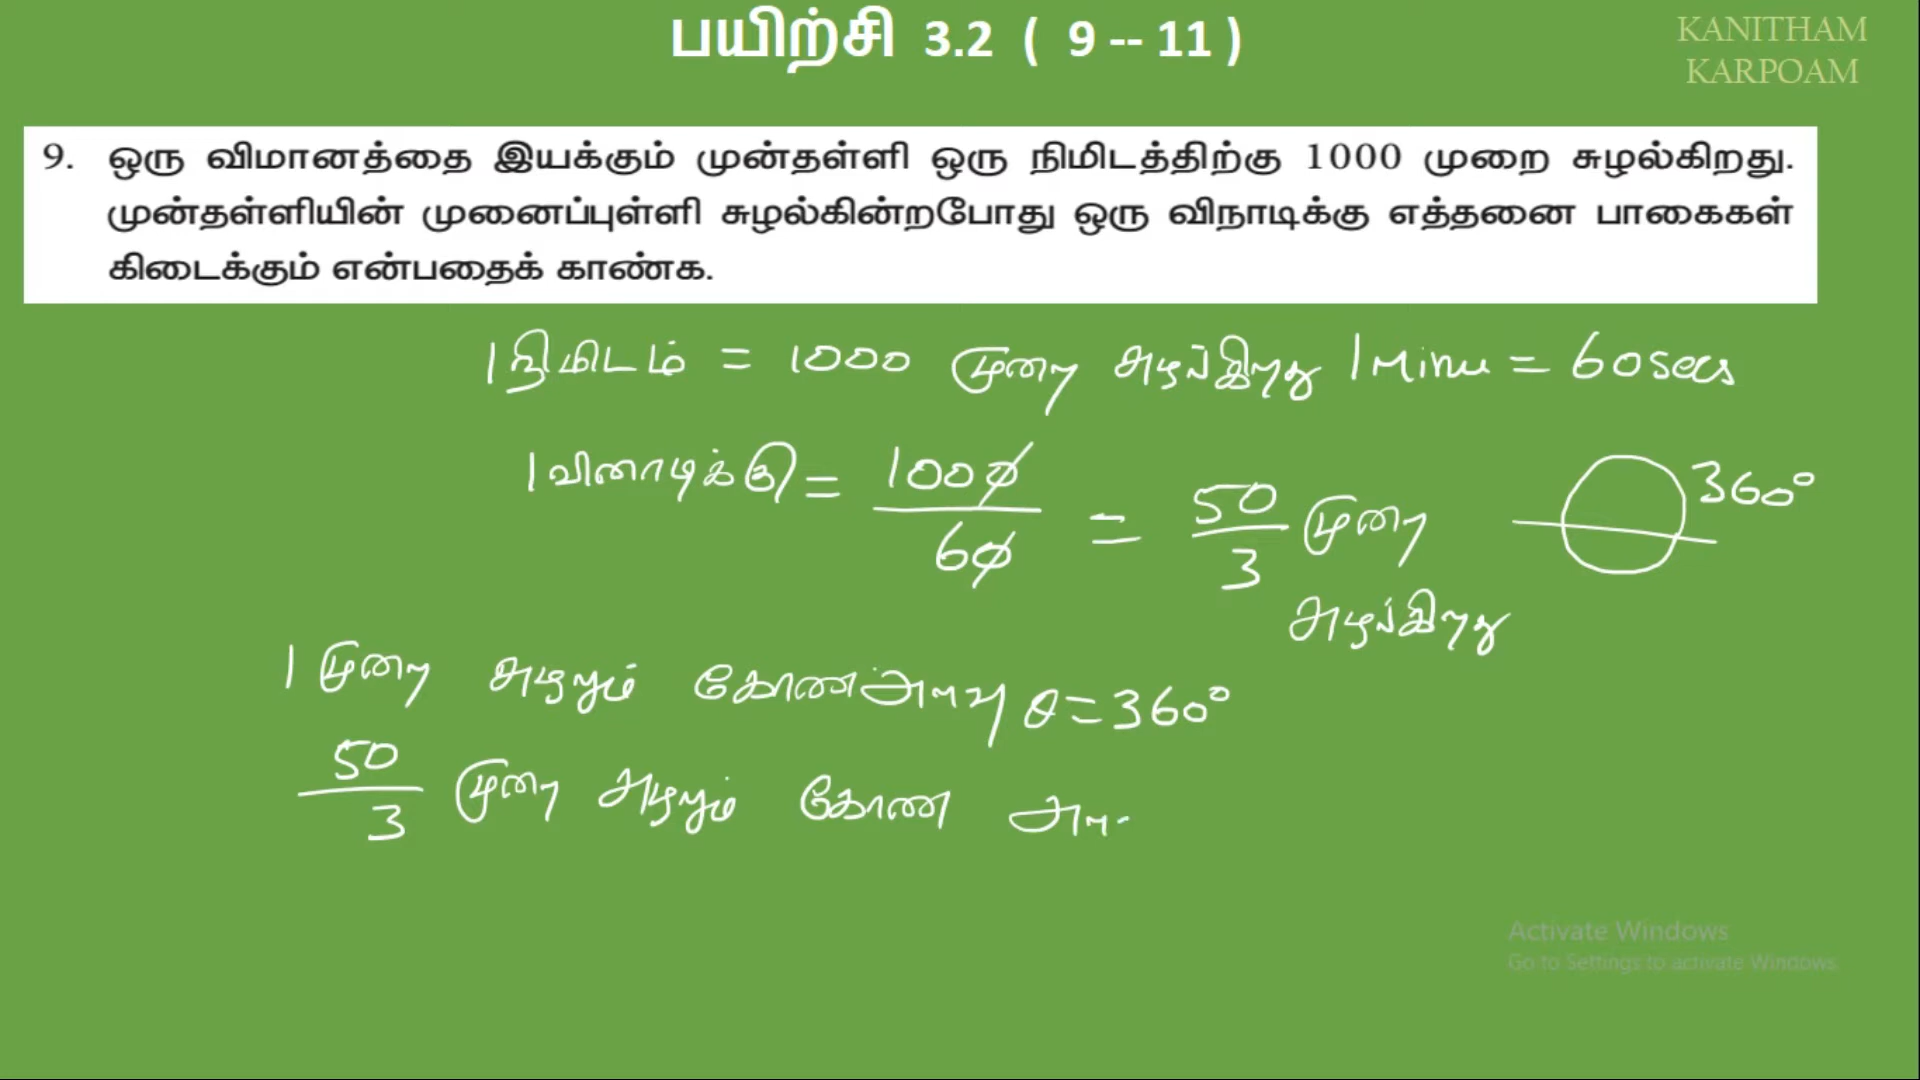 பயிற்சி 3.2 ( 9 -- 11 )
KANITHAM
KARPOAM
9. ஒரு விமானத்தை இயக்கும் முன்தள்ளி ஒரு நிமிடத்திற்கு 1000 முறை சுழல்கிறது.
முன்தள்ளியின் முனைப்புள்ளி சுழல்கின்றபோது ஒரு விநாடிக்கு எத்தனை பாகைகள்
கிடைக்கும் என்பதைக் காண்க.
1 நிமிடம் = 1000 முறை சுழல்கிறது 1 Minu = 60 secs
1 வினாடிக்கு = 1000/60 = 50/3 முறை
360°
சுழல்கிறது
1 முறை சுழலும் கோண அளவு θ = 360°
50/3 முறை சுழலும் கோண அள
Activate Windows
Go to Settings to activate Windows.